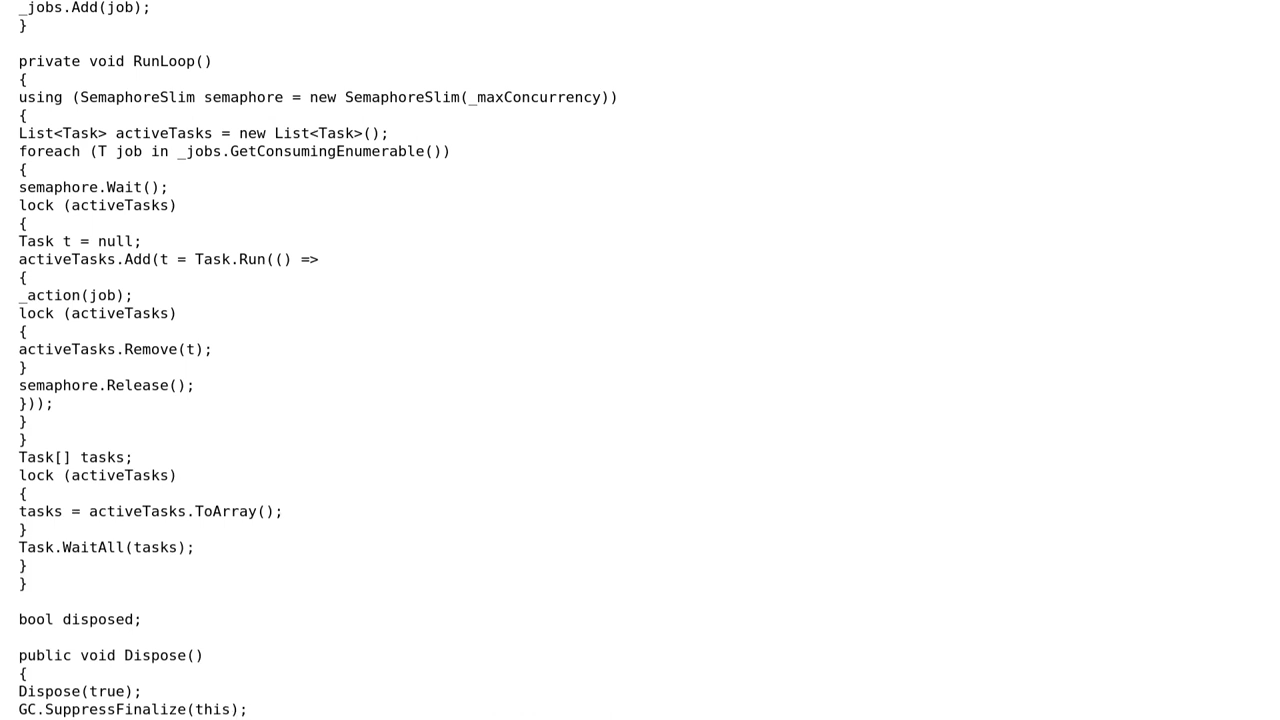 _jobs.Add(job);
}

private void RunLoop()
{
using (SemaphoreSlim semaphore = new SemaphoreSlim(_maxConcurrency))
{
List<Task> activeTasks = new List<Task>();
foreach (T job in _jobs.GetConsumingEnumerable())
{
semaphore.Wait();
lock (activeTasks)
{
Task t = null;
activeTasks.Add(t = Task.Run(() =>
{
_action(job);
lock (activeTasks)
{
activeTasks.Remove(t);
}
semaphore.Release();
}));
}
}
Task[] tasks;
lock (activeTasks)
{
tasks = activeTasks.ToArray();
}
Task.WaitAll(tasks);
}
}

bool disposed;

public void Dispose()
{
Dispose(true);
GC.SuppressFinalize(this);